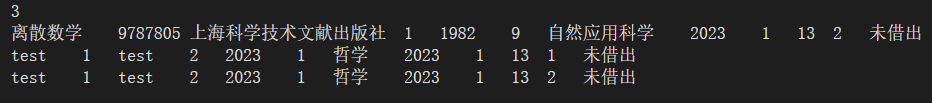 3
离散数学 9787805 上海科学技术文献出版社 1 1982 9 自然应用科学 2023 1 13 2 未借出
test 1 test 2 2023 1 哲学 2023 1 13 1 未借出
test 1 test 2 2023 1 哲学 2023 1 13 2 未借出